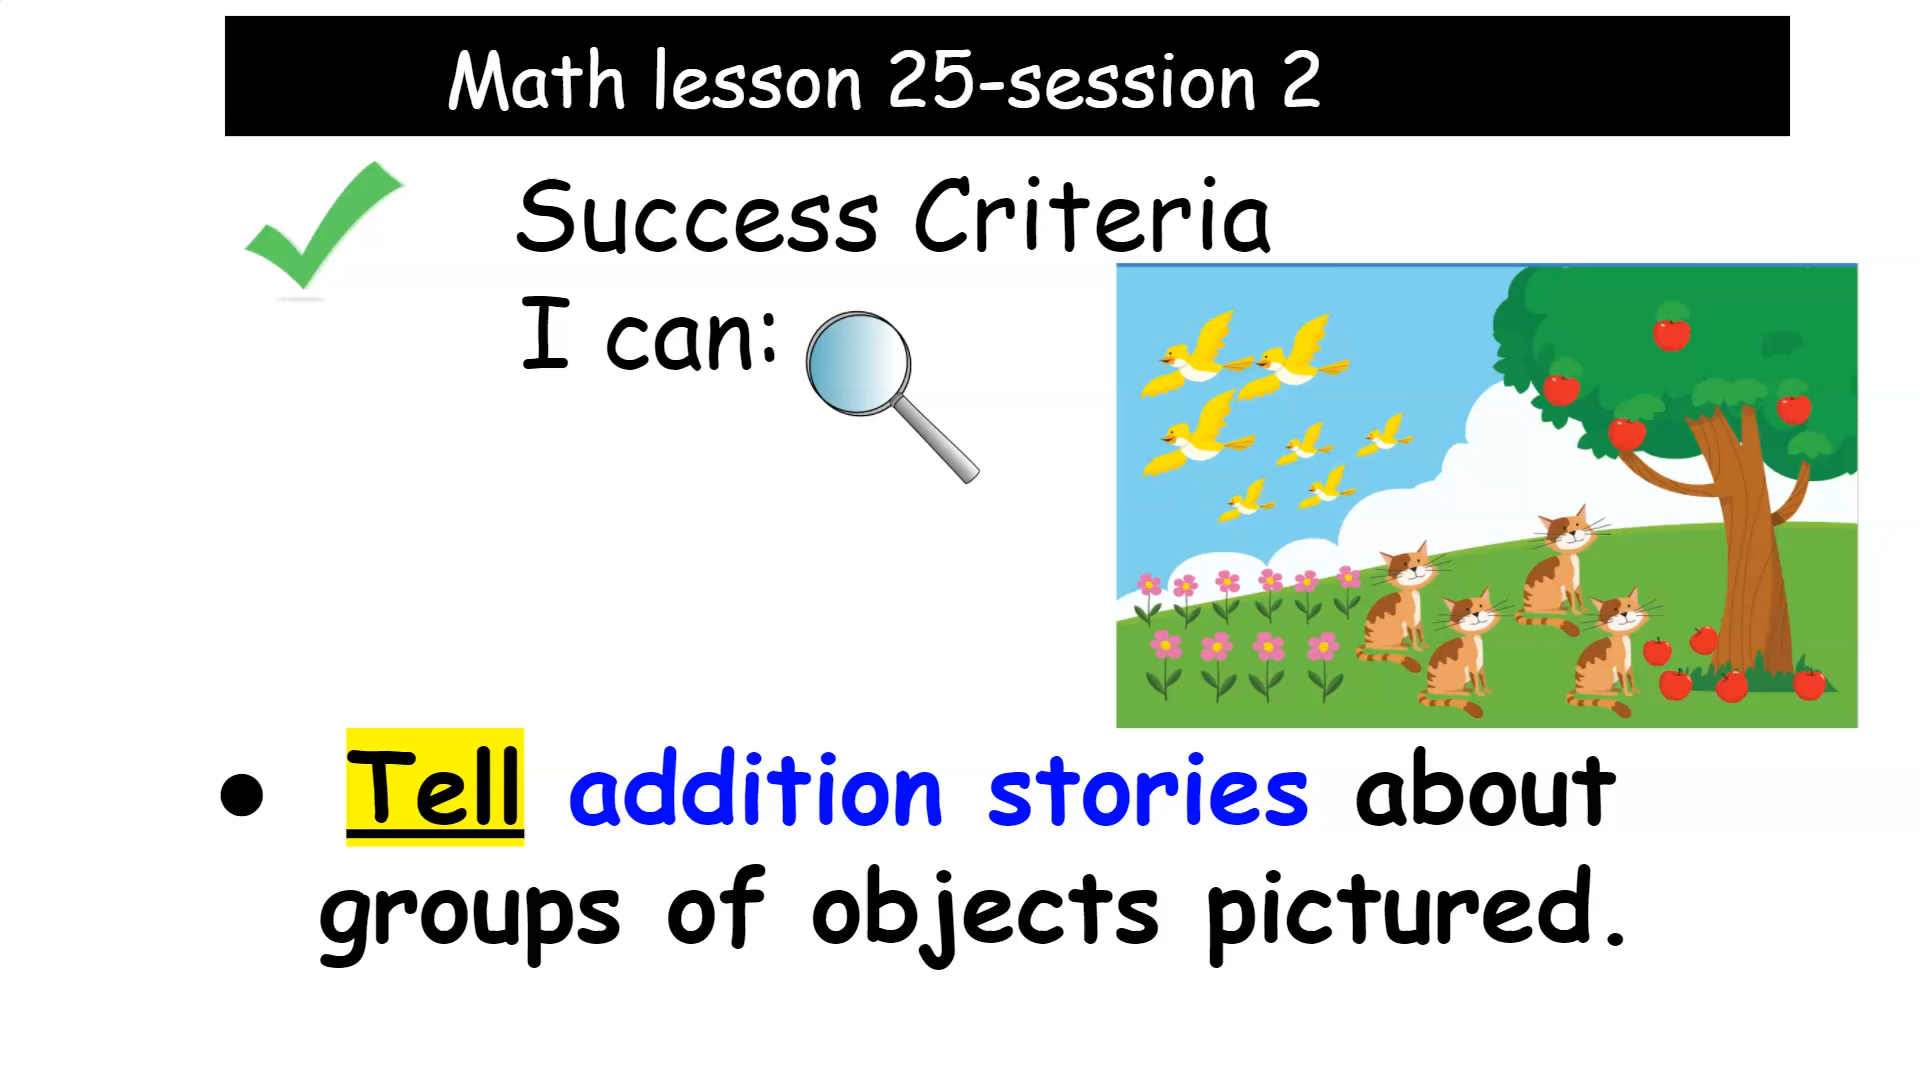 Math lesson 25-session 2
Success Criteria
I can:
● Tell addition stories about
groups of objects pictured.